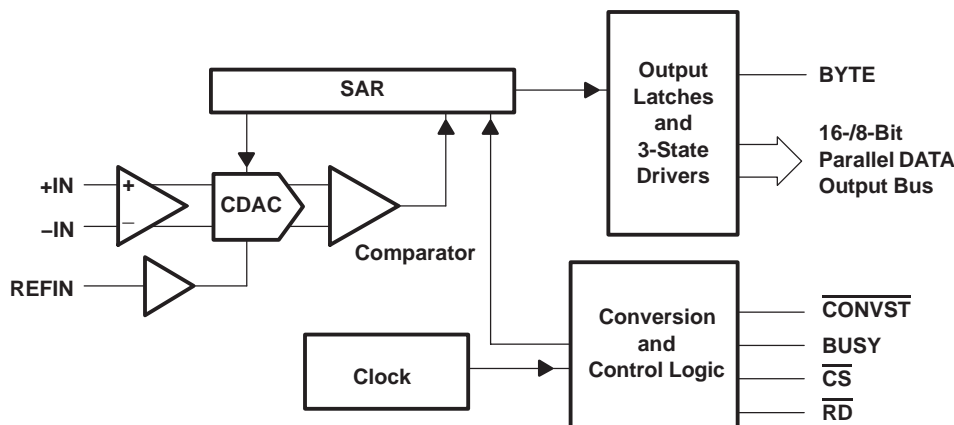 SAR
Output
Latches
and
3-State
Drivers
BYTE
16-/8-Bit
Parallel DATA
Output Bus
+IN
–IN
+
–
CDAC
Comparator
REFIN
Clock
Conversion
and
Control Logic
CONVST
BUSY
CS
RD